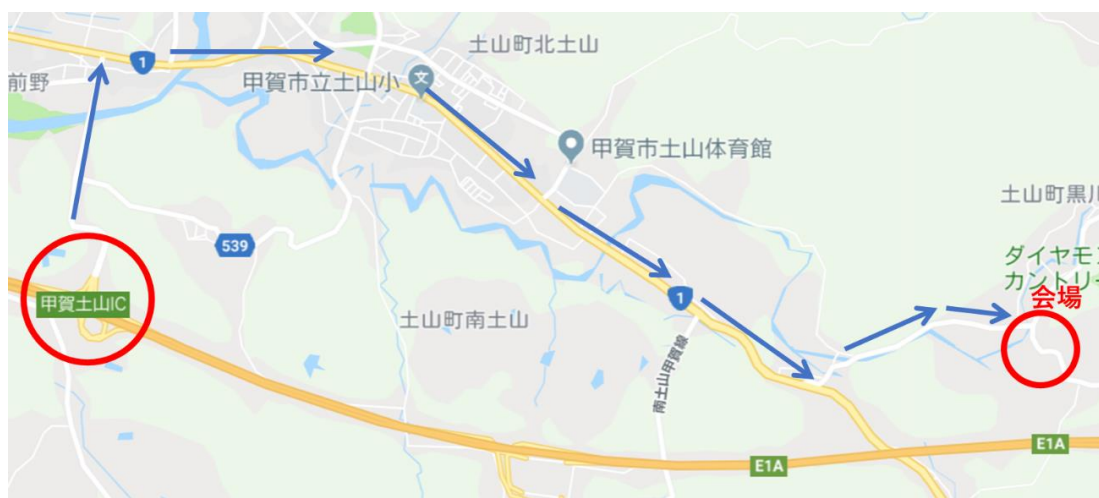 土山町北土山
1
前野
甲賀市立土山小
文
甲賀市土山体育館
土山町黒川
539
ダイヤモン
カントリー
会場
甲賀土山IC
1
土山町南土山
南土山甲賀線
E1A
E1A